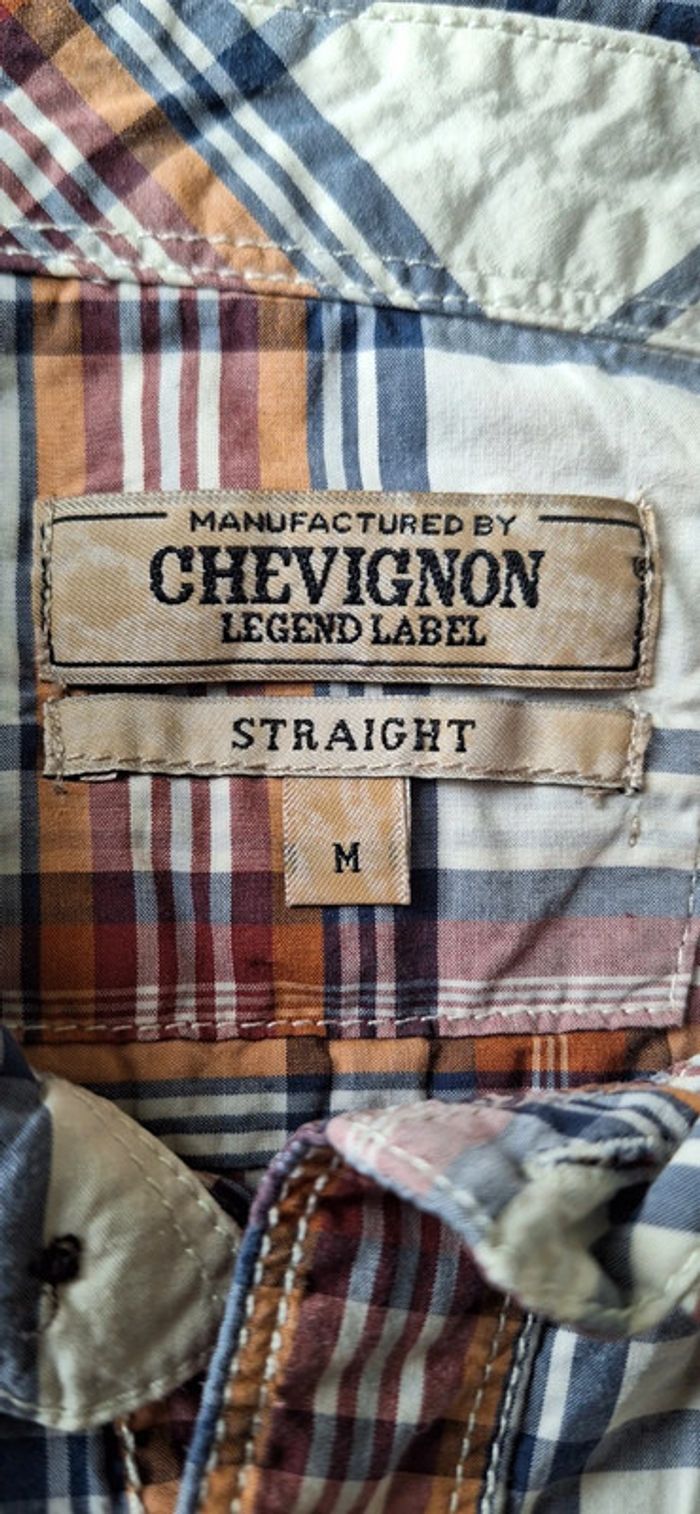 MANUFACTURED BY
CHEVIGNON
LEGEND LABEL
STRAIGHT
M